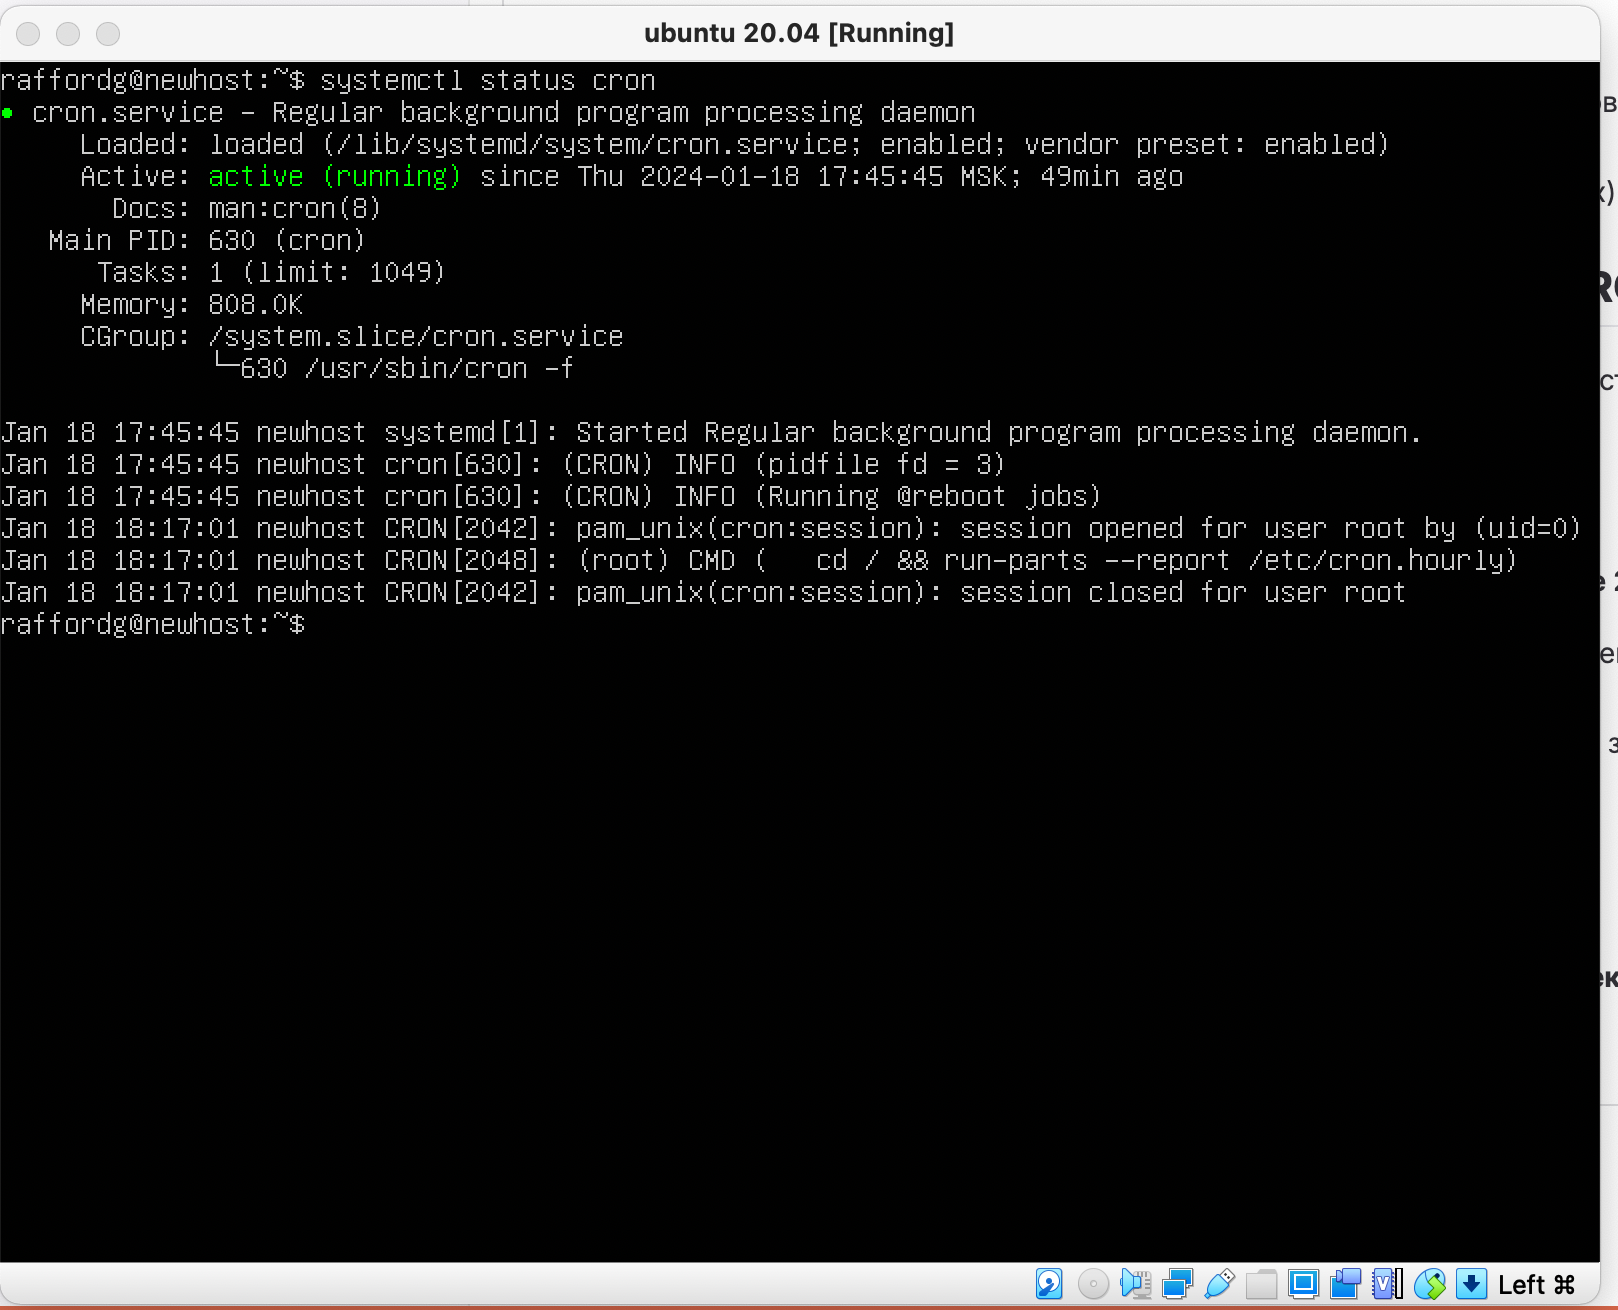 ubuntu 20.04 [Running]
raffordg@newhost:~$ systemctl status cron
● cron.service - Regular background program processing daemon
Loaded: loaded (/lib/systemd/system/cron.service; enabled; vendor preset: enabled)
Active: active (running) since Thu 2024-01-18 17:45:45 MSK; 49min ago
Docs: man:cron(8)
Main PID: 630 (cron)
Tasks: 1 (limit: 1049)
Memory: 808.0K
CGroup: /system.slice/cron.service
└─630 /usr/sbin/cron -f
Jan 18 17:45:45 newhost systemd[1]: Started Regular background program processing daemon.
Jan 18 17:45:45 newhost cron[630]: (CRON) INFO (pidfile fd = 3)
Jan 18 17:45:45 newhost cron[630]: (CRON) INFO (Running @reboot jobs)
Jan 18 18:17:01 newhost CRON[2042]: pam_unix(cron:session): session opened for user root by (uid=0)
Jan 18 18:17:01 newhost CRON[2048]: (root) CMD (   cd / && run-parts --report /etc/cron.hourly)
Jan 18 18:17:01 newhost CRON[2042]: pam_unix(cron:session): session closed for user root
raffordg@newhost:~$
Left ⌘